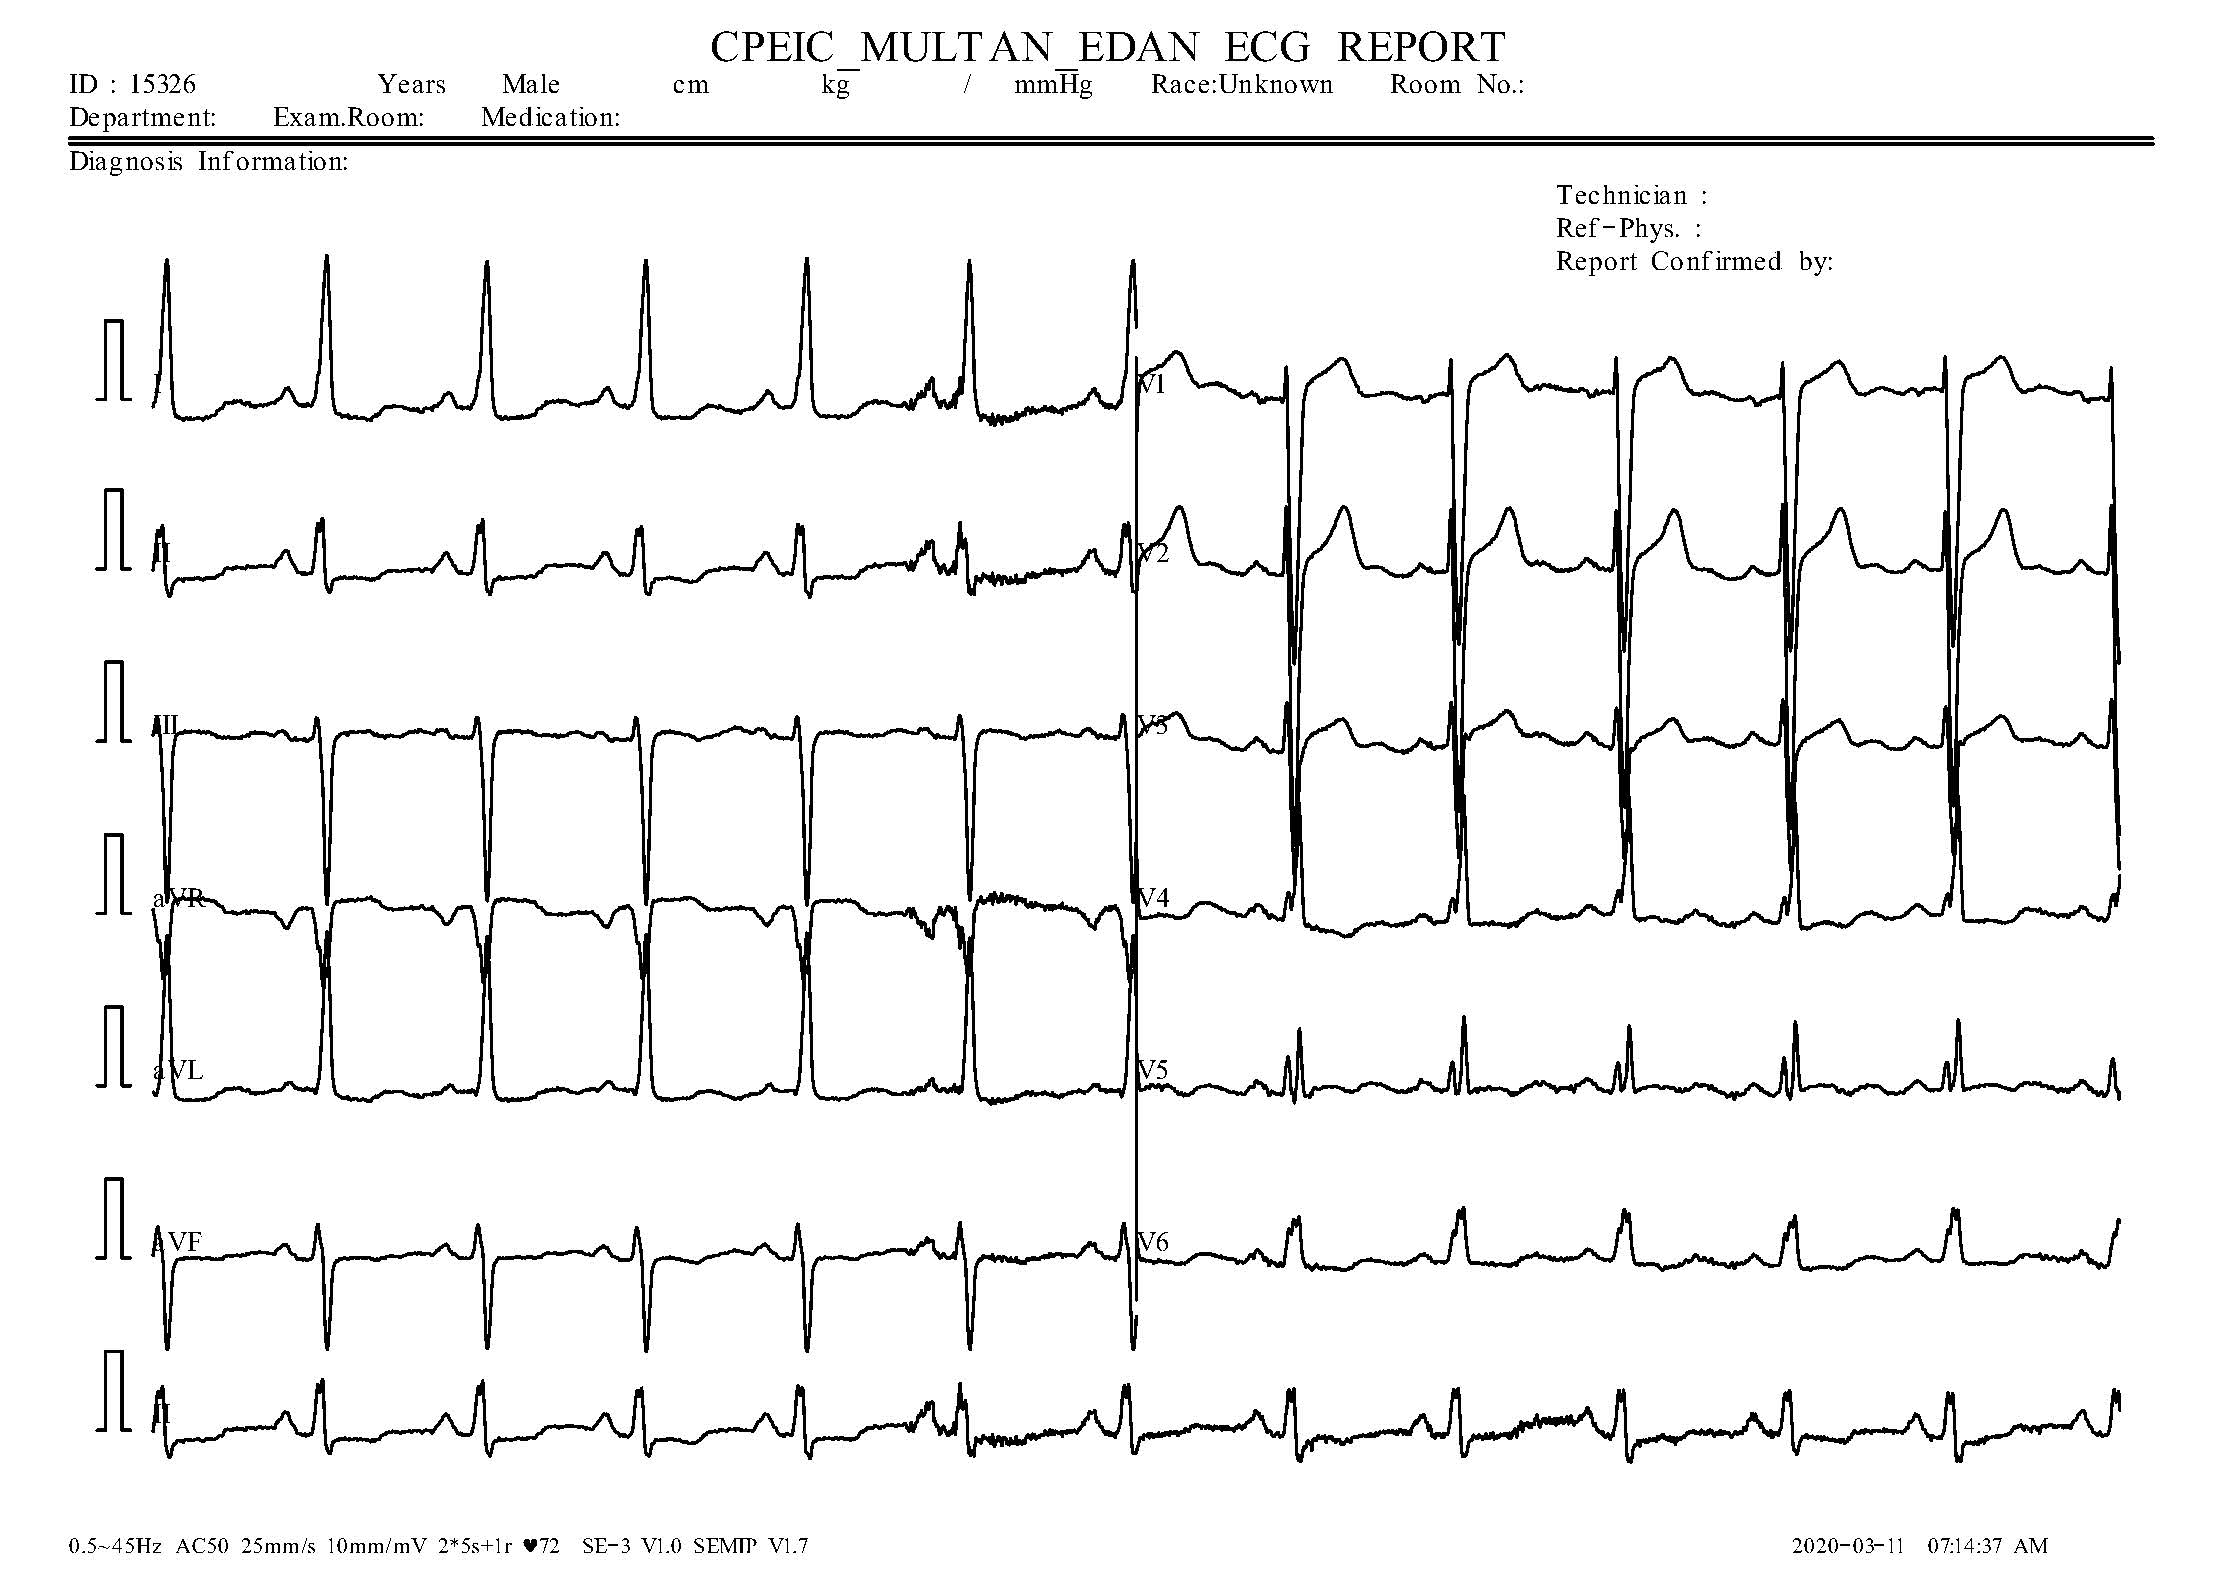 CPEIC_MULTAN_EDAN ECG REPORT
ID : 15326 Years Male cm kg / mmHg Race:Unknown Room No.:
Department: Exam.Room: Medication:
Diagnosis Information:
Technician :
Ref-Phys. :
Report Confirmed by:
I V1
II V2
III V3
aVR V4
aVL V5
aVF V6
II
0.5~45Hz AC50 25mm/s 10mm/mV 2*5s+1r ♥72 SE-3 V1.0 SEMIP V1.7 2020-03-11 07:14:37 AM